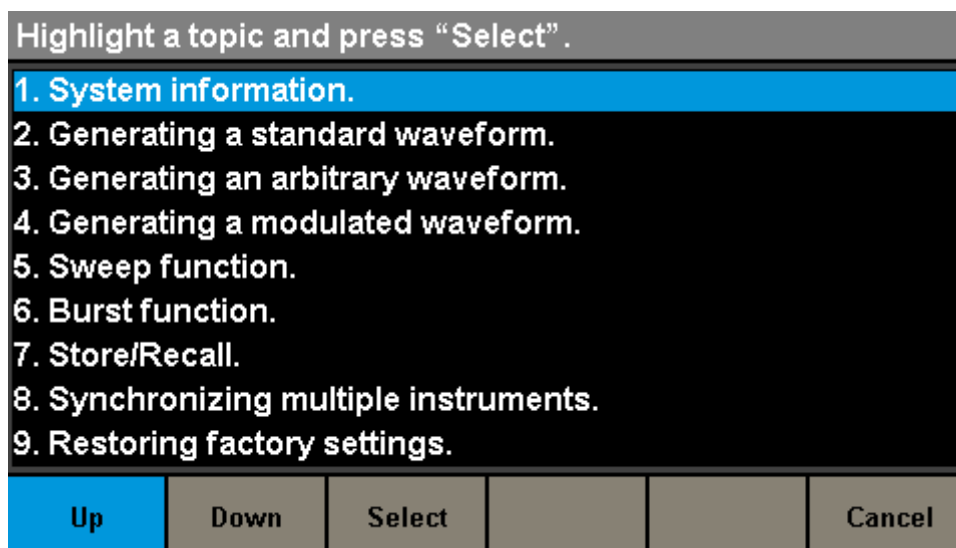 Highlight a topic and press “Select”.
1. System information.
2. Generating a standard waveform.
3. Generating an arbitrary waveform.
4. Generating a modulated waveform.
5. Sweep function.
6. Burst function.
7. Store/Recall.
8. Synchronizing multiple instruments.
9. Restoring factory settings.
Up Down Select Cancel